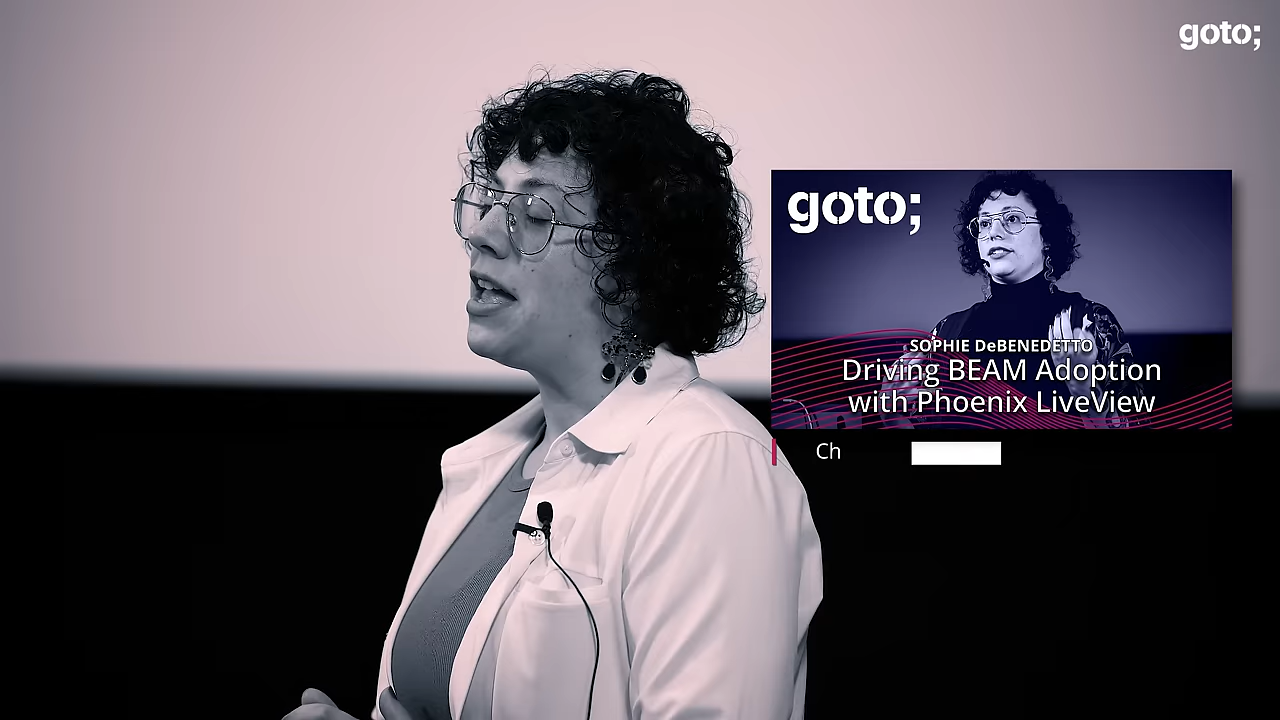 goto;
goto;
SOPHIE DeBENEDETTO
Driving BEAM Adoption
with Phoenix LiveView
Ch